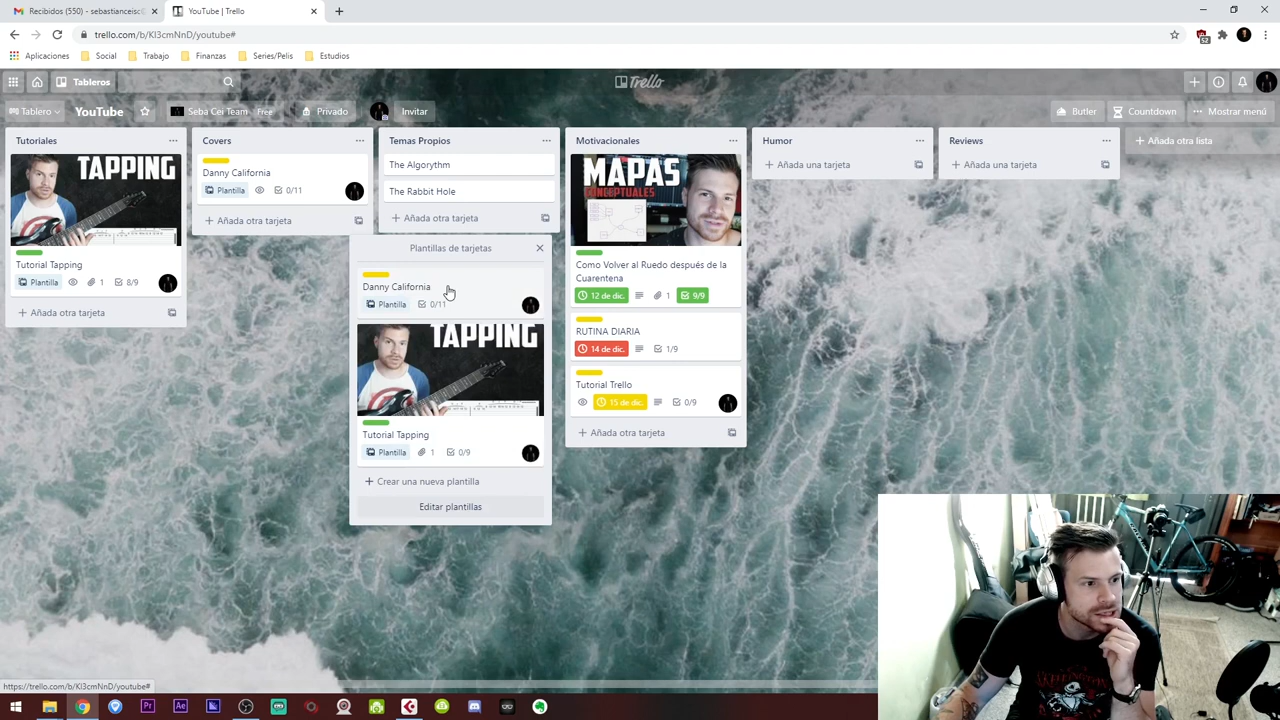 Recibidos (550) - sebastianeisc@
YouTube | Trello
trello.com/b/KI3cmNnD/youtube#
52
Aplicaciones
Social
Trabajo
Finanzas
Series/Pelis
Estudios
Tableros
Trello
Tablero
YouTube
Seba Cei Team
Free
Privado
Invitar
Butler
Countdown
Mostrar menú
Tutoriales
TAPPING
Tutorial Tapping
Plantilla
1
8/9
Añada otra tarjeta
Covers
Danny California
Plantilla
0/11
Añada otra tarjeta
Temas Propios
The Algorythm
The Rabbit Hole
Añada otra tarjeta
Plantillas de tarjetas
Danny California
Plantilla
0/11
TAPPING
Tutorial Tapping
Plantilla
1
0/9
Crear una nueva plantilla
Editar plantillas
Motivacionales
MAPAS
CONCEPTUALES
Como Volver al Ruedo después de la
Cuarentena
12 de dic.
1
9/9
RUTINA DIARIA
14 de dic.
1/9
Tutorial Trello
15 de dic.
0/9
Añada otra tarjeta
Humor
Añada una tarjeta
Reviews
Añada una tarjeta
Añada otra lista
https://trello.com/b/KI3cmNnD/youtube#
Pr
Ae